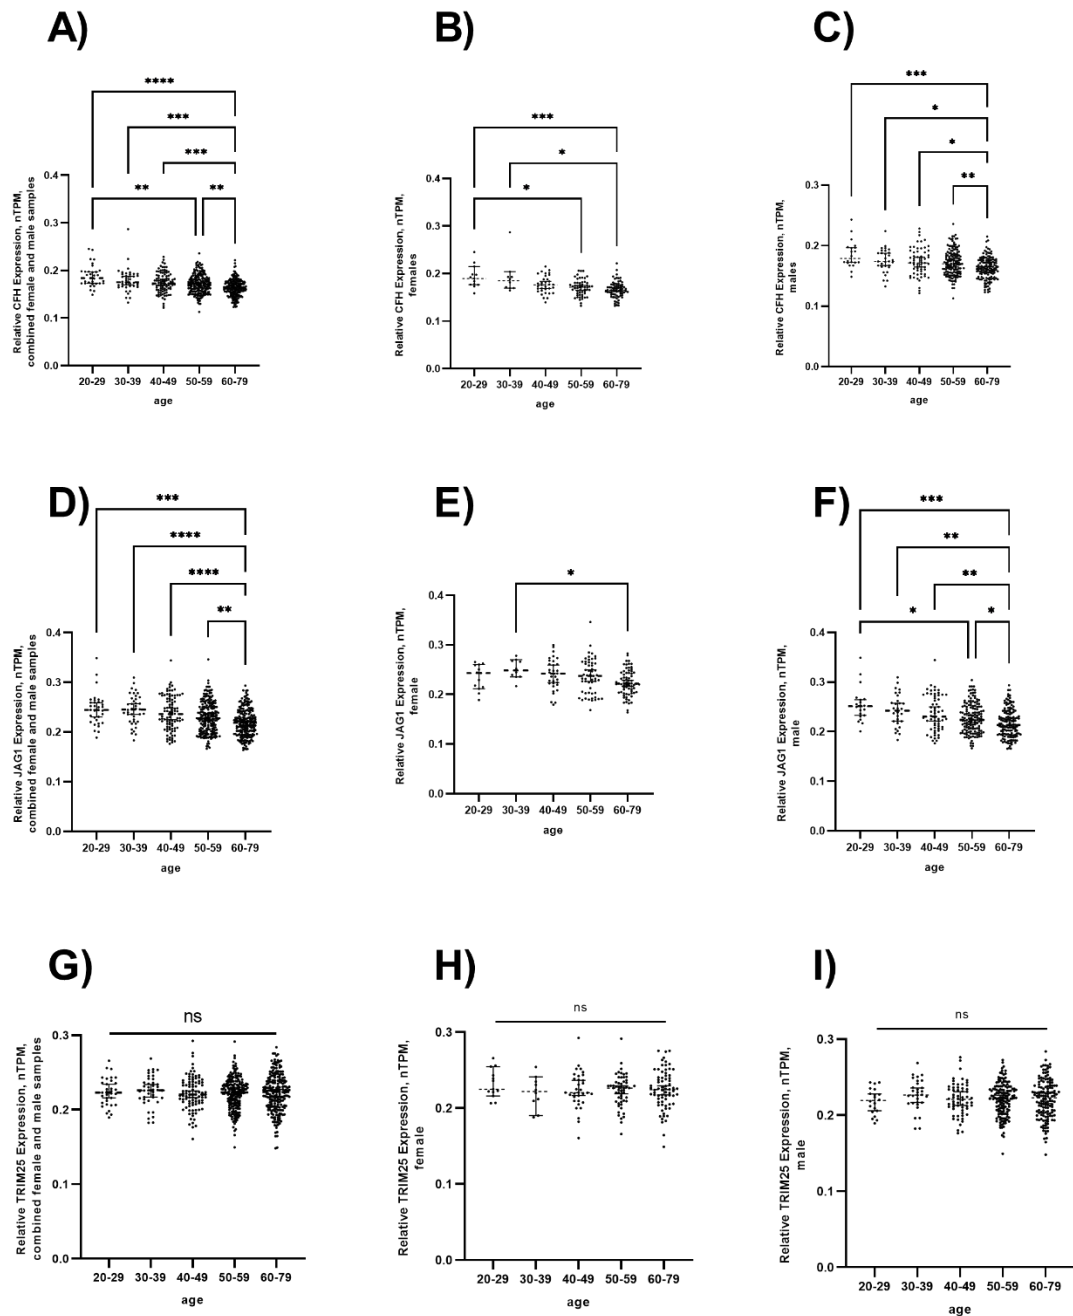 A)
B)
C)
****
***
***
**
**
Relative CFH Expression, nTPM,
combined female and male samples
0.4
0.3
0.2
0.1
0.0
20-29 30-39 40-49 50-59 60-79
age
***
*
*
Relative CFH Expression, nTPM,
females
0.4
0.3
0.2
0.1
0.0
20-29 30-39 40-49 50-59 60-79
age
***
*
*
**
Relative CFH Expression, nTPM,
males
0.3
0.2
0.1
0.0
20-29 30-39 40-49 50-59 60-79
age
D)
E)
F)
***
****
****
**
Relative JAG1 Expression, nTPM,
combined female and male samples
0.4
0.3
0.2
0.1
0.0
20-29 30-39 40-49 50-59 60-79
age
*
Relative JAG1 Expression, nTPM,
female
0.4
0.3
0.2
0.1
0.0
20-29 30-39 40-49 50-59 60-79
age
***
**
**
*
*
Relative JAG1 Expression, nTPM,
male
0.4
0.3
0.2
0.1
0.0
20-29 30-39 40-49 50-59 60-79
age
G)
H)
I)
ns
Relative TRIM25 Expression, nTPM,
combined female and male samples
0.3
0.2
0.1
0.0
20-29 30-39 40-49 50-59 60-79
age
ns
Relative TRIM25 Expression, nTPM,
female
0.3
0.2
0.1
0.0
20-29 30-39 40-49 50-59 60-79
age
ns
Relative TRIM25 Expression, nTPM,
male
0.3
0.2
0.1
0.0
20-29 30-39 40-49 50-59 60-79
age